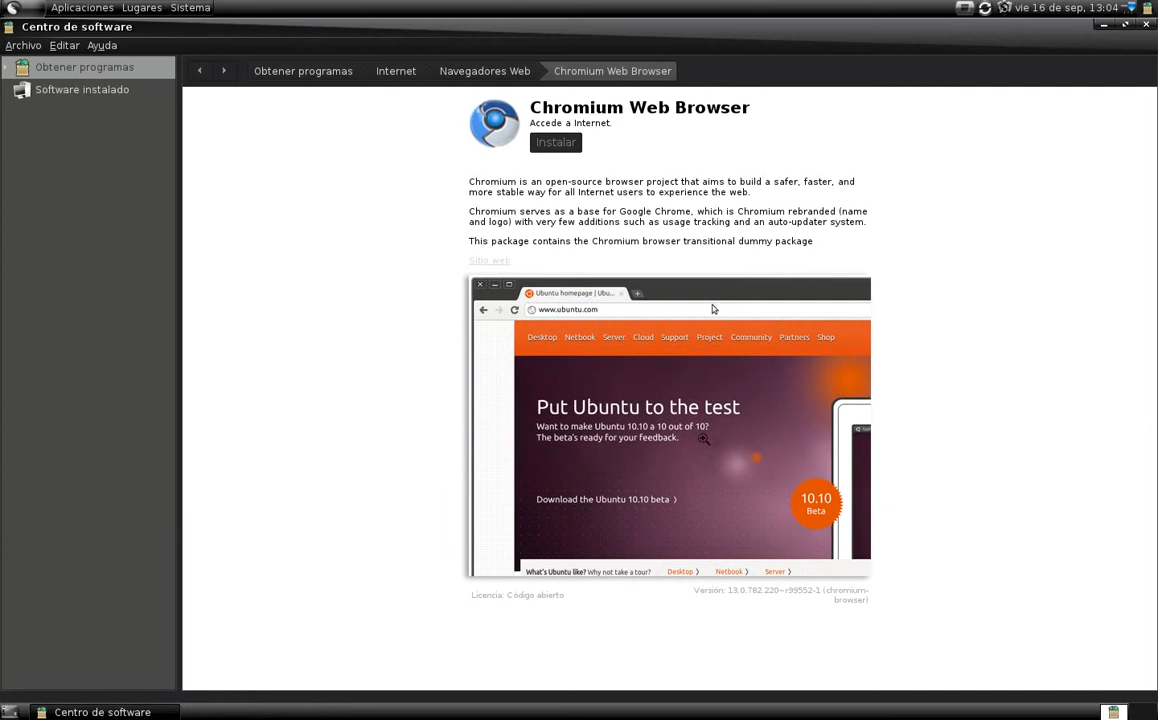 Aplicaciones Lugares Sistema
vie 16 de sep, 13:04
Centro de software
Archivo Editar Ayuda
Obtener programas
Software instalado
Obtener programas Internet Navegadores Web Chromium Web Browser
Chromium Web Browser
Accede a Internet.
Instalar
Chromium is an open-source browser project that aims to build a safer, faster, and
more stable way for all Internet users to experience the web.
Chromium serves as a base for Google Chrome, which is Chromium rebranded (name
and logo) with very few additions such as usage tracking and an auto-updater system.
This package contains the Chromium browser transitional dummy package
Sitio web
Ubuntu homepage | Ubu...
www.ubuntu.com
Desktop Netbook Server Cloud Support Project Community Partners Shop
Put Ubuntu to the test
Want to make Ubuntu 10.10 a 10 out of 10?
The beta's ready for your feedback.
Download the Ubuntu 10.10 beta
10.10
Beta
What's Ubuntu like? Why not take a tour? Desktop Netbook Server
Licencia: Código abierto
Versión: 13.0.782.220~r99552-1 (chromium-
browser)
Centro de software